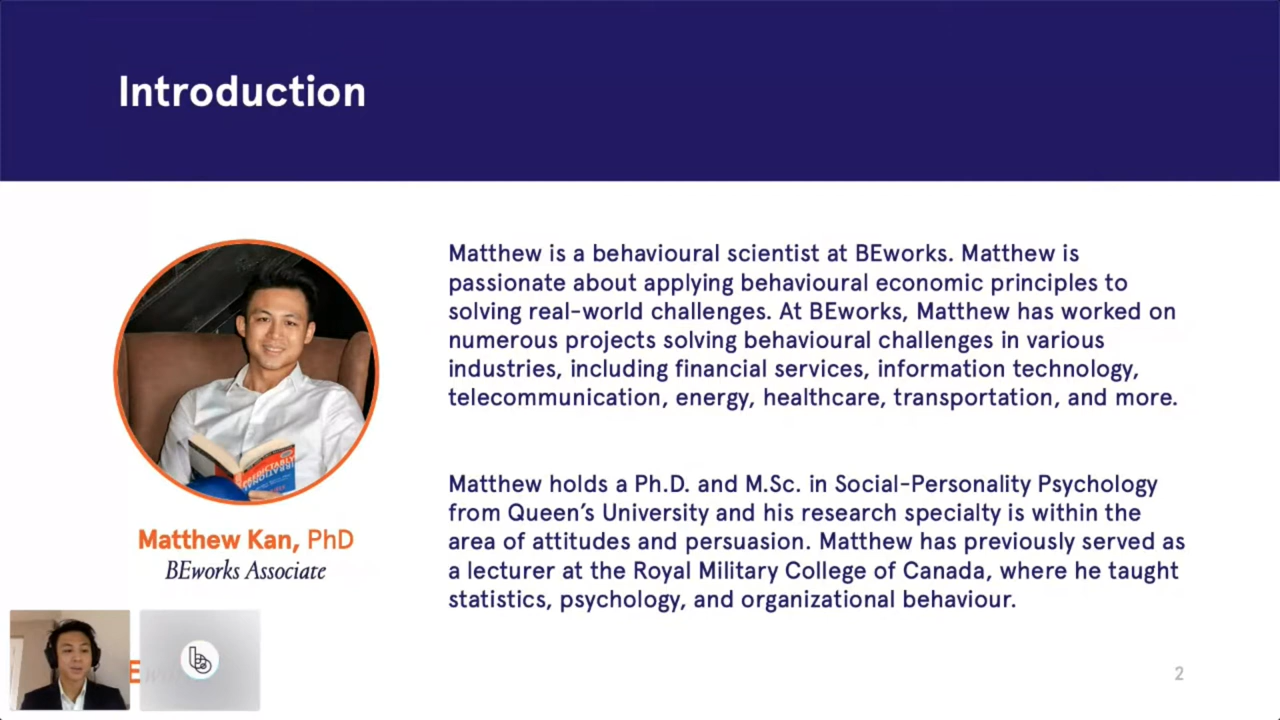 Introduction
Matthew is a behavioural scientist at BEworks. Matthew is
passionate about applying behavioural economic principles to
solving real-world challenges. At BEworks, Matthew has worked on
numerous projects solving behavioural challenges in various
industries, including financial services, information technology,
telecommunication, energy, healthcare, transportation, and more.
Matthew holds a Ph.D. and M.Sc. in Social-Personality Psychology
from Queen's University and his research specialty is within the
area of attitudes and persuasion. Matthew has previously served as
a lecturer at the Royal Military College of Canada, where he taught
statistics, psychology, and organizational behaviour.
PREDICTABLY
IRRATIONAL
Matthew Kan, PhD
BEworks Associate
2